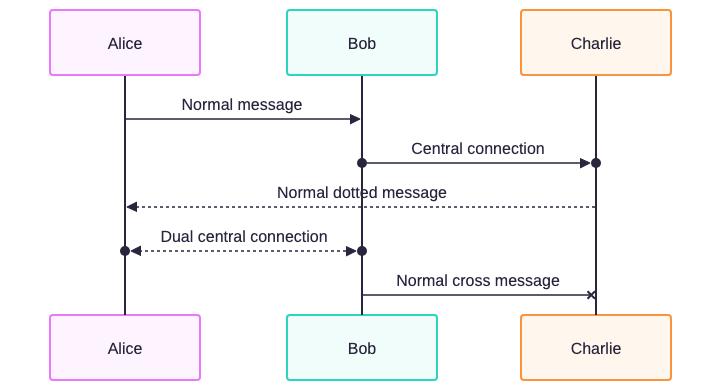 Alice
Bob
Charlie
Normal message
Central connection
Normal dotted message
Dual central connection
Normal cross message
Alice
Bob
Charlie